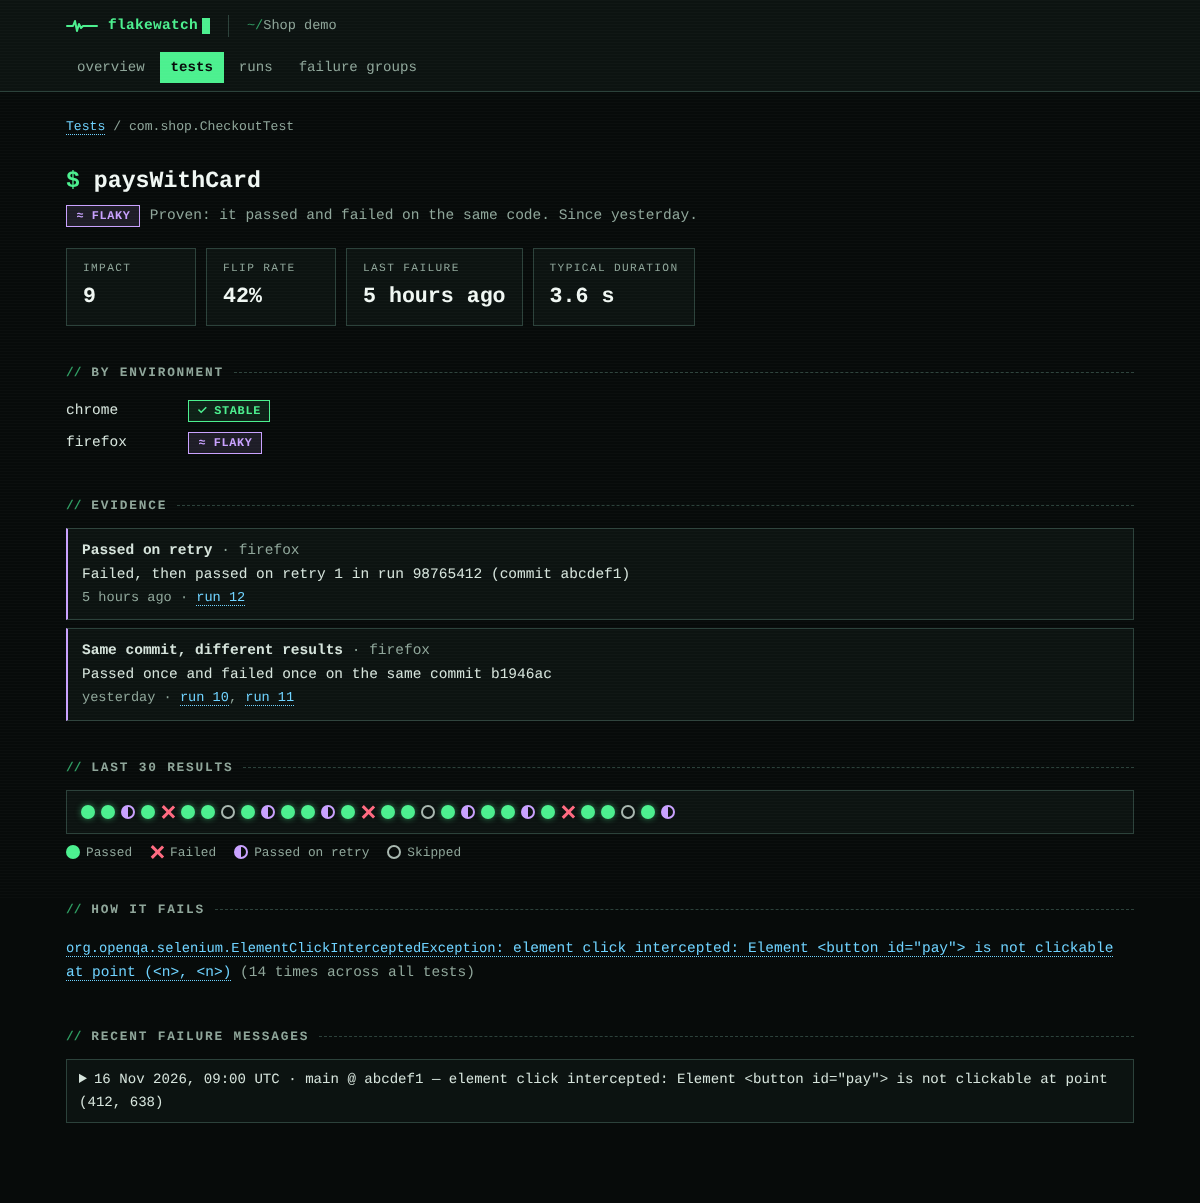 flakewatch
~/Shop demo
overview tests runs failure groups
Tests / com.shop.CheckoutTest
$ paysWithCard
≈ FLAKY Proven: it passed and failed on the same code. Since yesterday.
IMPACT FLIP RATE LAST FAILURE TYPICAL DURATION
9 42% 5 hours ago 3.6 s
// BY ENVIRONMENT
chrome ✓ STABLE
firefox ≈ FLAKY
// EVIDENCE
Passed on retry · firefox
Failed, then passed on retry 1 in run 98765412 (commit abcdef1)
5 hours ago · run 12
Same commit, different results · firefox
Passed once and failed once on the same commit b1946ac
yesterday · run 10, run 11
// LAST 30 RESULTS
Passed Failed Passed on retry Skipped
// HOW IT FAILS
org.openqa.selenium.ElementClickInterceptedException: element click intercepted: Element <button id="pay"> is not clickable
at point (<n>, <n>) (14 times across all tests)
// RECENT FAILURE MESSAGES
▶ 16 Nov 2026, 09:00 UTC · main @ abcdef1 — element click intercepted: Element <button id="pay"> is not clickable at point
(412, 638)